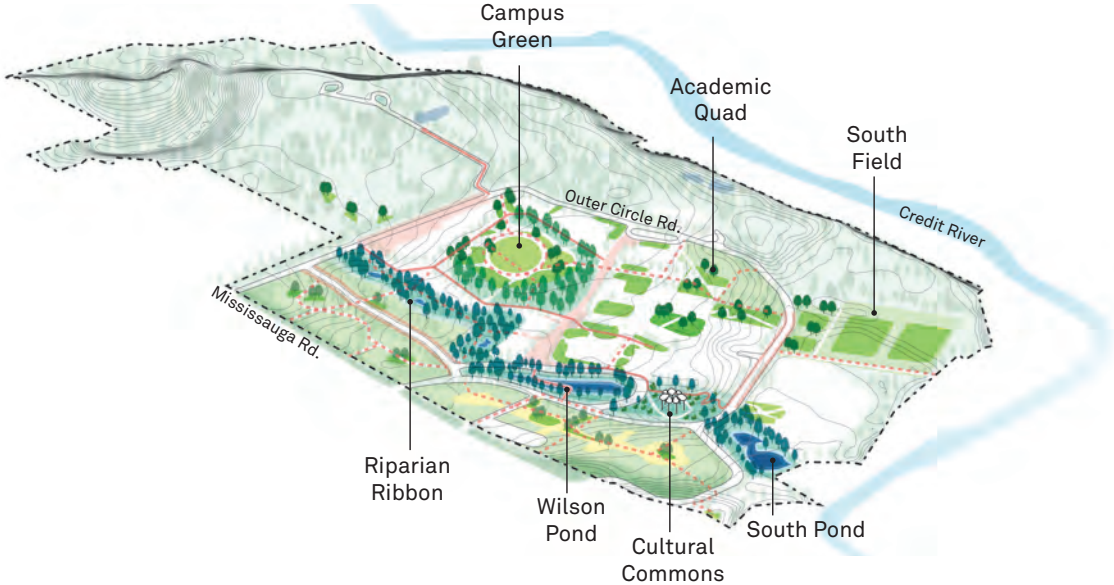 Campus
Green
Academic
Quad
South
Field
Outer Circle Rd.
Credit River
Mississauga Rd.
Riparian
Ribbon
Wilson
Pond
South Pond
Cultural
Commons